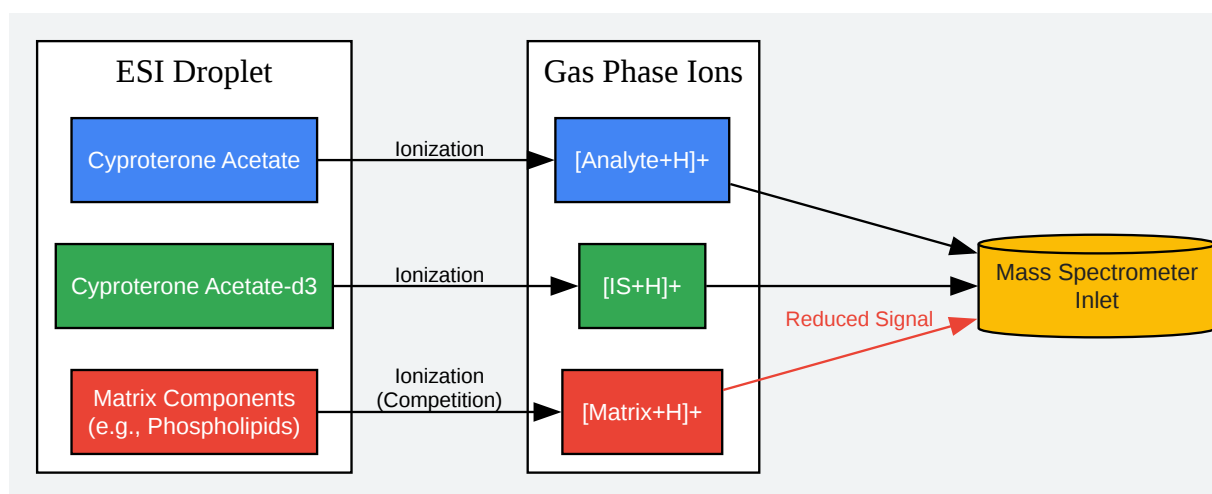 ESI Droplet
Gas Phase Ions
Cyproterone Acetate
Ionization
[Analyte+H]+
Cyproterone Acetate-d3
Ionization
[IS+H]+
Mass Spectrometer
Inlet
Reduced Signal
Matrix Components
(e.g., Phospholipids)
Ionization
(Competition)
[Matrix+H]+